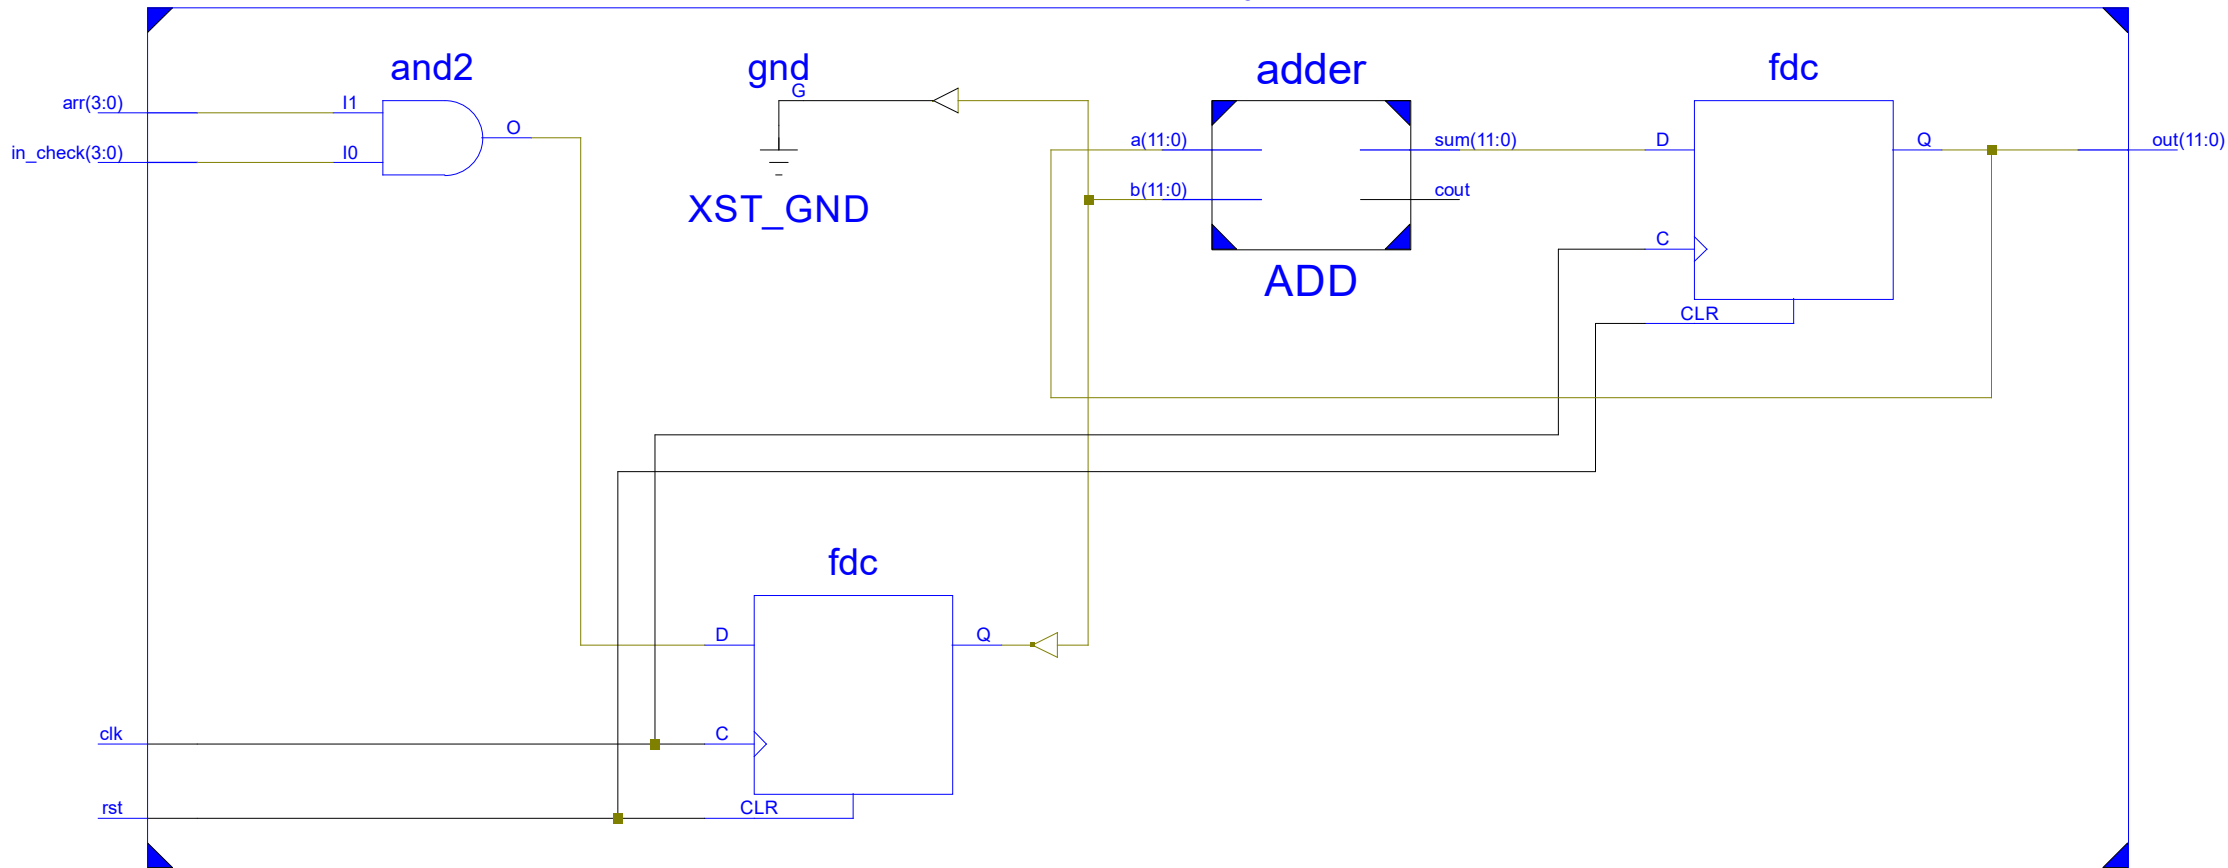 and2
gnd
adder
fdc
G
arr(3:0)
I1
O
a(11:0)
sum(11:0)
D
Q
out(11:0)
in_check(3:0)
I0
b(11:0)
cout
XST_GND
C
ADD
CLR
fdc
D
Q
clk
C
rst
CLR